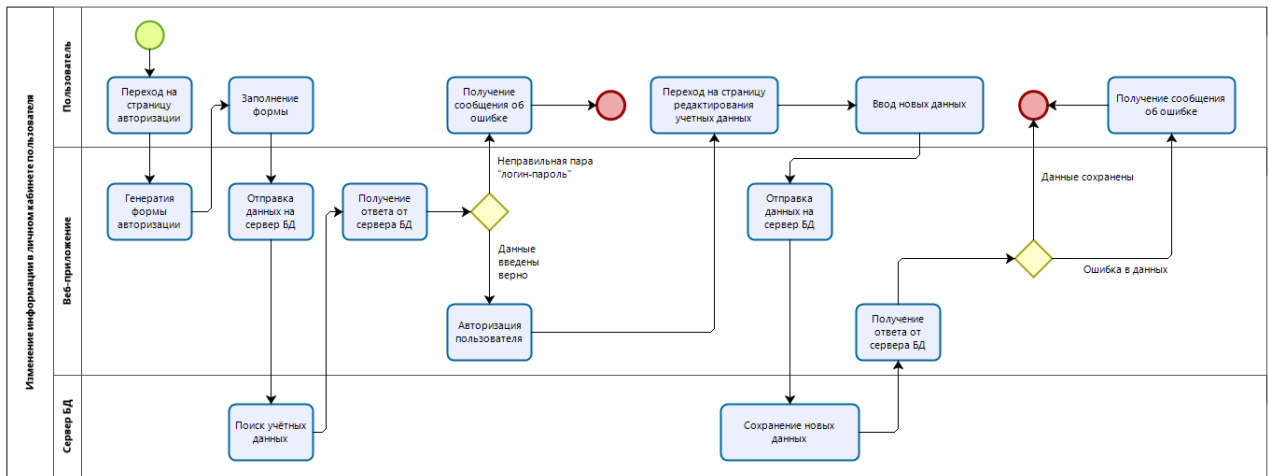 Изменение информации в личном кабинете пользователя
Пользователь
Переход на
страницу
авторизации
Заполнение
формы
Получение
сообщения об
ошибке
Переход на страницу
редактирования
учетных данных
Ввод новых данных
Получение сообщения
об ошибке
Веб-приложение
Генератия
формы
авторизации
Отправка
данных на
сервер БД
Получение
ответа от
сервера БД
Неправильная пара
"логин-пароль"
Данные
введены
верно
Авторизация
пользователя
Отправка
данных на
сервер БД
Получение
ответа от
сервера БД
Данные сохранены
Ошибка в данных
Сервер БД
Поиск учётных
данных
Сохранение новых
данных